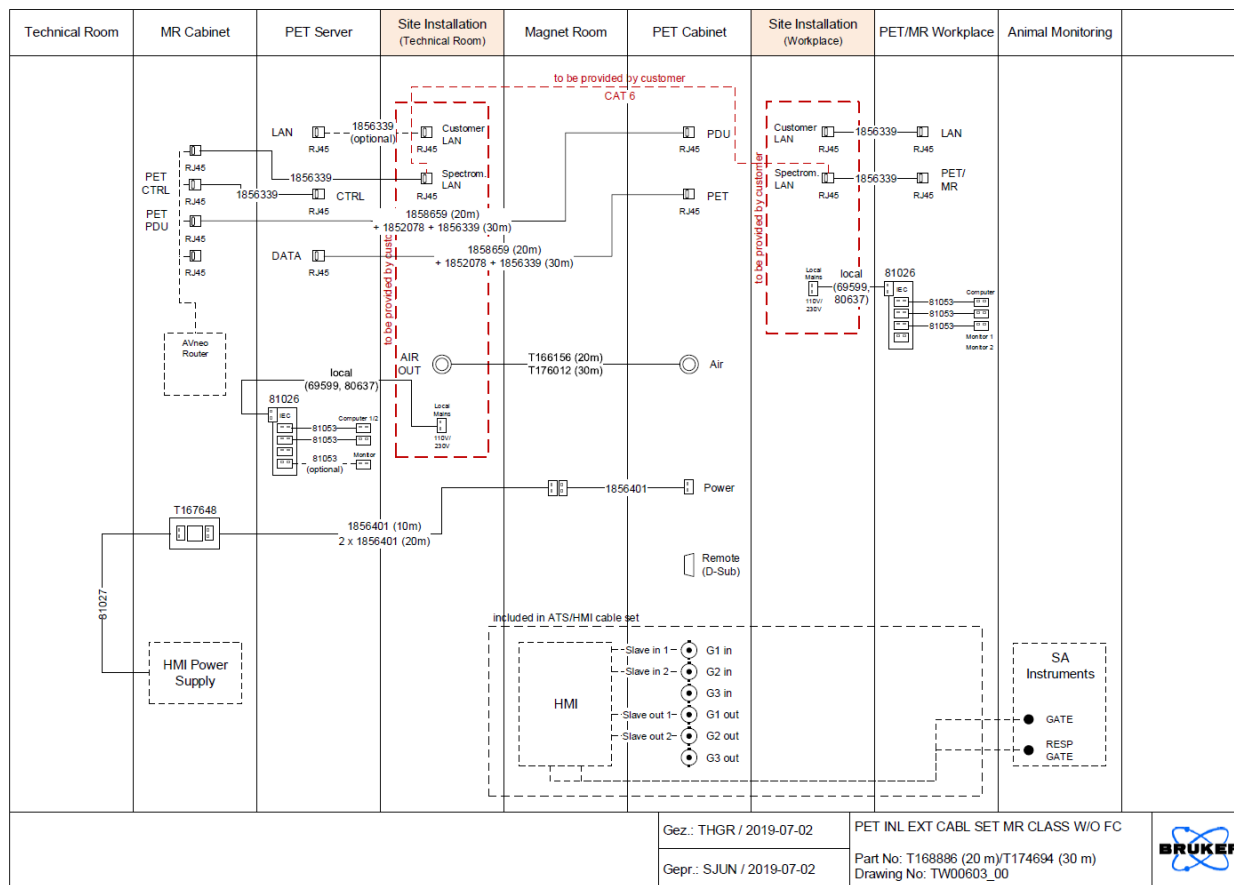 Technical Room
MR Cabinet
PET Server
Site Installation
(Technical Room)
Magnet Room
PET Cabinet
Site Installation
(Workplace)
PET/MR Workplace
Animal Monitoring
to be provided by customer
CAT 6
LAN
RJ45
1856339
(optional)
Customer
LAN
RJ45
PDU
RJ45
Customer
LAN
RJ45
1856339
LAN
RJ45
RJ45
1856339
Spectrom.
LAN
RJ45
Spectrom.
LAN
RJ45
1856339
PET/
MR
RJ45
PET
CTRL
RJ45
1856339
CTRL
RJ45
PET
RJ45
PET
PDU
RJ45
1858659 (20m)
+ 1852078 + 1856339 (30m)
RJ45
DATA
RJ45
1858659 (20m)
+ 1852078 + 1856339 (30m)
to be provided by cust
to be provided by customer
Local
Mains
110V/
230V
local
(69599,
80637)
81026
IEC
81053
81053
81053
Computer
Monitor 1
Monitor 2
AVneo
Router
AIR
OUT
T166156 (20m)
T176012 (30m)
Air
local
(69599, 80637)
81026
IEC
81053
81053
81053
(optional)
Computer 1/2
Monitor
Local
Mains
110V/
230V
1856401
Power
T167648
1856401 (10m)
2 x 1856401 (20m)
Remote
(D-Sub)
81027
HMI Power
Supply
included in ATS/HMI cable set
HMI
Slave in 1
G1 in
Slave in 2
G2 in
G3 in
Slave out 1
G1 out
Slave out 2
G2 out
G3 out
SA
Instruments
GATE
RESP
GATE
Gez.: THGR / 2019-07-02
Gepr.: SJUN / 2019-07-02
PET INL EXT CABL SET MR CLASS W/O FC
Part No: T168886 (20 m)/T174694 (30 m)
Drawing No: TW00603_00
BRUKER